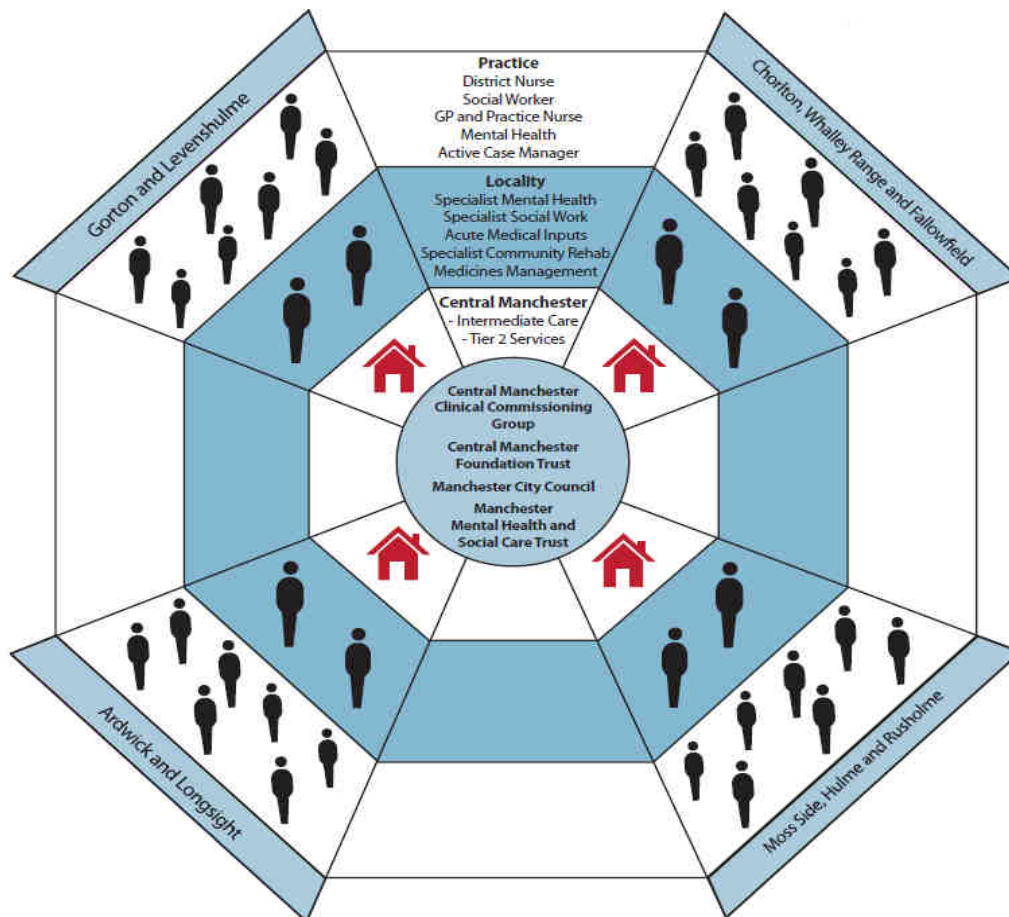 Practice
District Nurse
Social Worker
GP and Practice Nurse
Mental Health
Active Case Manager
Locality
Specialist Mental Health
Specialist Social Work
Acute Medical Inputs
Specialist Community Rehab
Medicines Management
Central Manchester
- Intermediate Care
- Tier 2 Services
Central Manchester
Clinical Commissioning
Group
Central Manchester
Foundation Trust
Manchester City Council
Manchester
Mental Health and
Social Care Trust
Gorton and Levenshulme
Chorlton, Whalley Range and Fallowfield
Ardwick and Longsight
Moss Side, Hulme and Rusholme